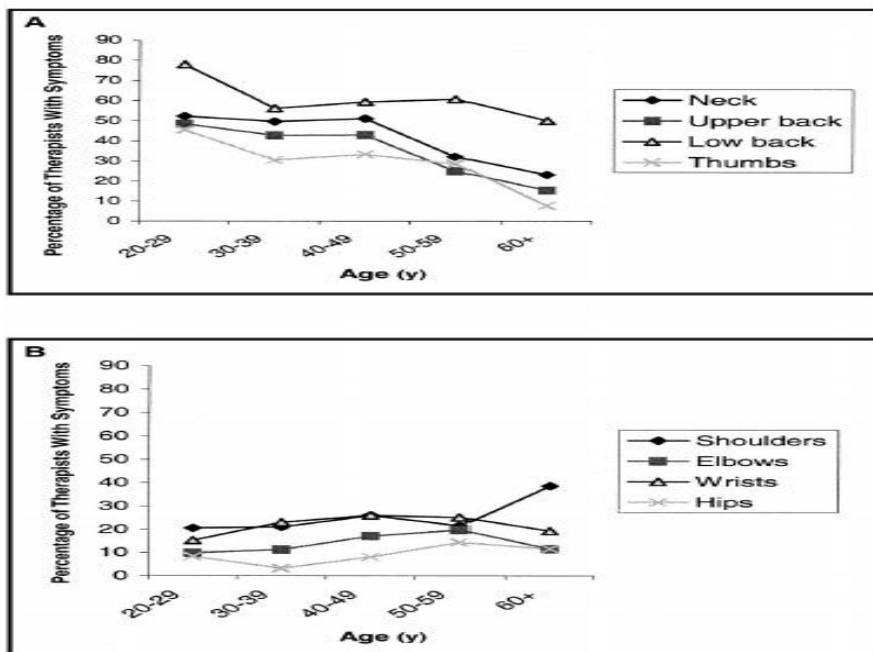 A
Percentage of Therapists With Symptoms
90
80
70
60
50
40
30
20
10
0
20-29
30-39
40-49
50-59
60+
Age (y)
Neck
Upper back
Low back
Thumbs
B
Percentage of Therapists With Symptoms
90
80
70
60
50
40
30
20
10
0
20-29
30-39
40-49
50-59
60+
Age (y)
Shoulders
Elbows
Wrists
Hips